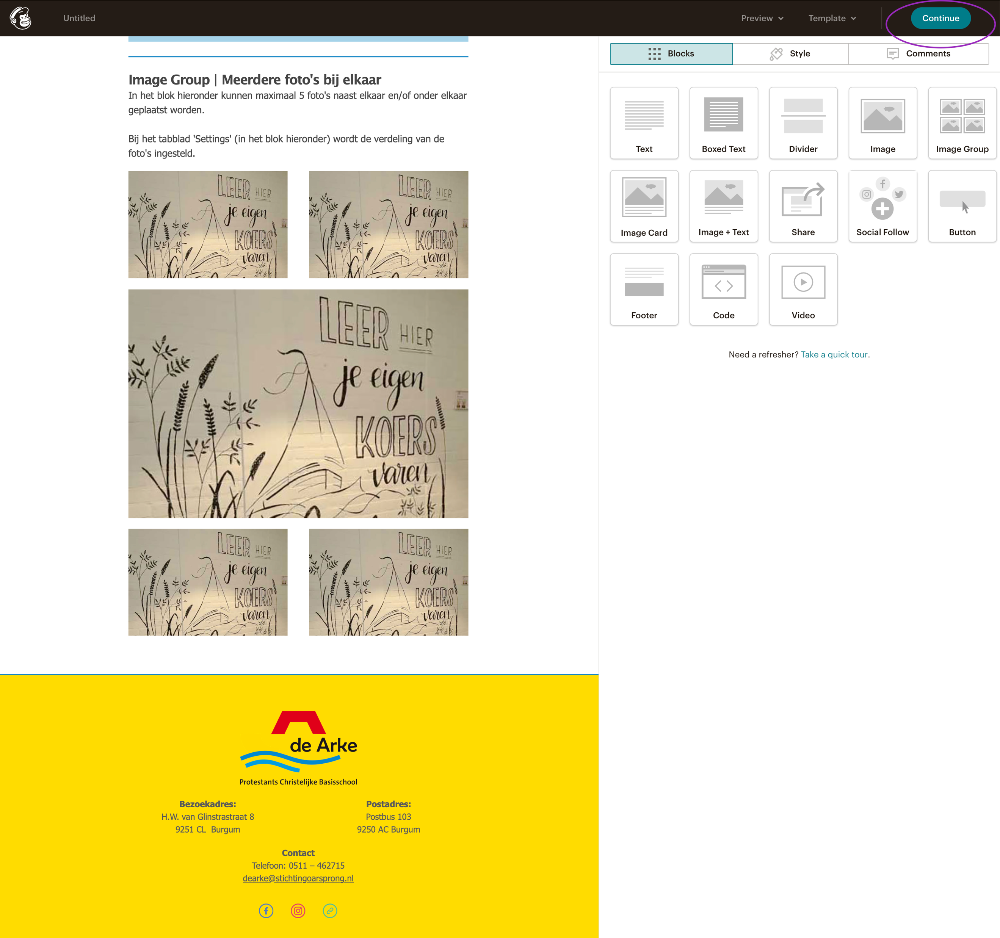 Untitled
Preview
Template
Continue
Blocks
Style
Comments
Image Group | Meerdere foto's bij elkaar
In het blok hieronder kunnen maximaal 5 foto's naast elkaar en/of onder elkaar
geplaatst worden.
Bij het tabblad 'Settings' (in het blok hieronder) wordt de verdeling van de
foto's ingesteld.
LEER HIER
je eigen
KOERS
varen
LEER HIER
je eigen
KOERS
varen
LEER HIER
je eigen
KOERS
varen
LEER HIER
je eigen
KOERS
varen
LEER HIER
je eigen
KOERS
varen
de Arke
Protestants Christelijke Basisschool
Bezoekadres:
H.W. van Glinstrastraat 8
9251 CL  Burgum
Postadres:
Postbus 103
9250 AC Burgum
Contact
Telefoon: 0511 – 462715
dearke@stichtingoarsprong.nl
Text
Boxed Text
Divider
Image
Image Group
Image Card
Image + Text
Share
Social Follow
Button
Footer
Code
Video
Need a refresher? Take a quick tour.